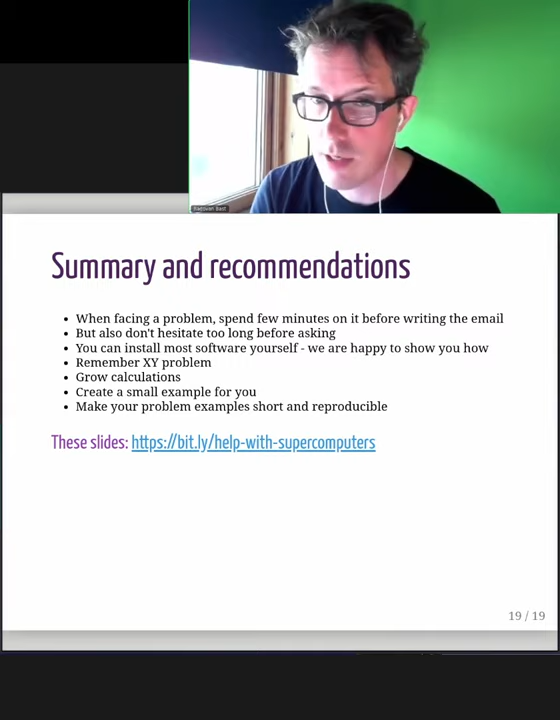 Radovan Bast
Summary and recommendations
When facing a problem, spend few minutes on it before writing the email
But also don't hesitate too long before asking
You can install most software yourself - we are happy to show you how
Remember XY problem
Grow calculations
Create a small example for you
Make your problem examples short and reproducible
These slides: https://bit.ly/help-with-supercomputers
19 / 19